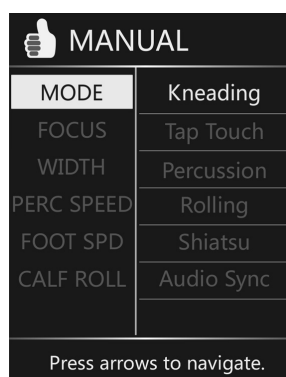 MANUAL
MODE
FOCUS
WIDTH
PERC SPEED
FOOT SPD
CALF ROLL
Kneading
Tap Touch
Percussion
Rolling
Shiatsu
Audio Sync
Press arrows to navigate.